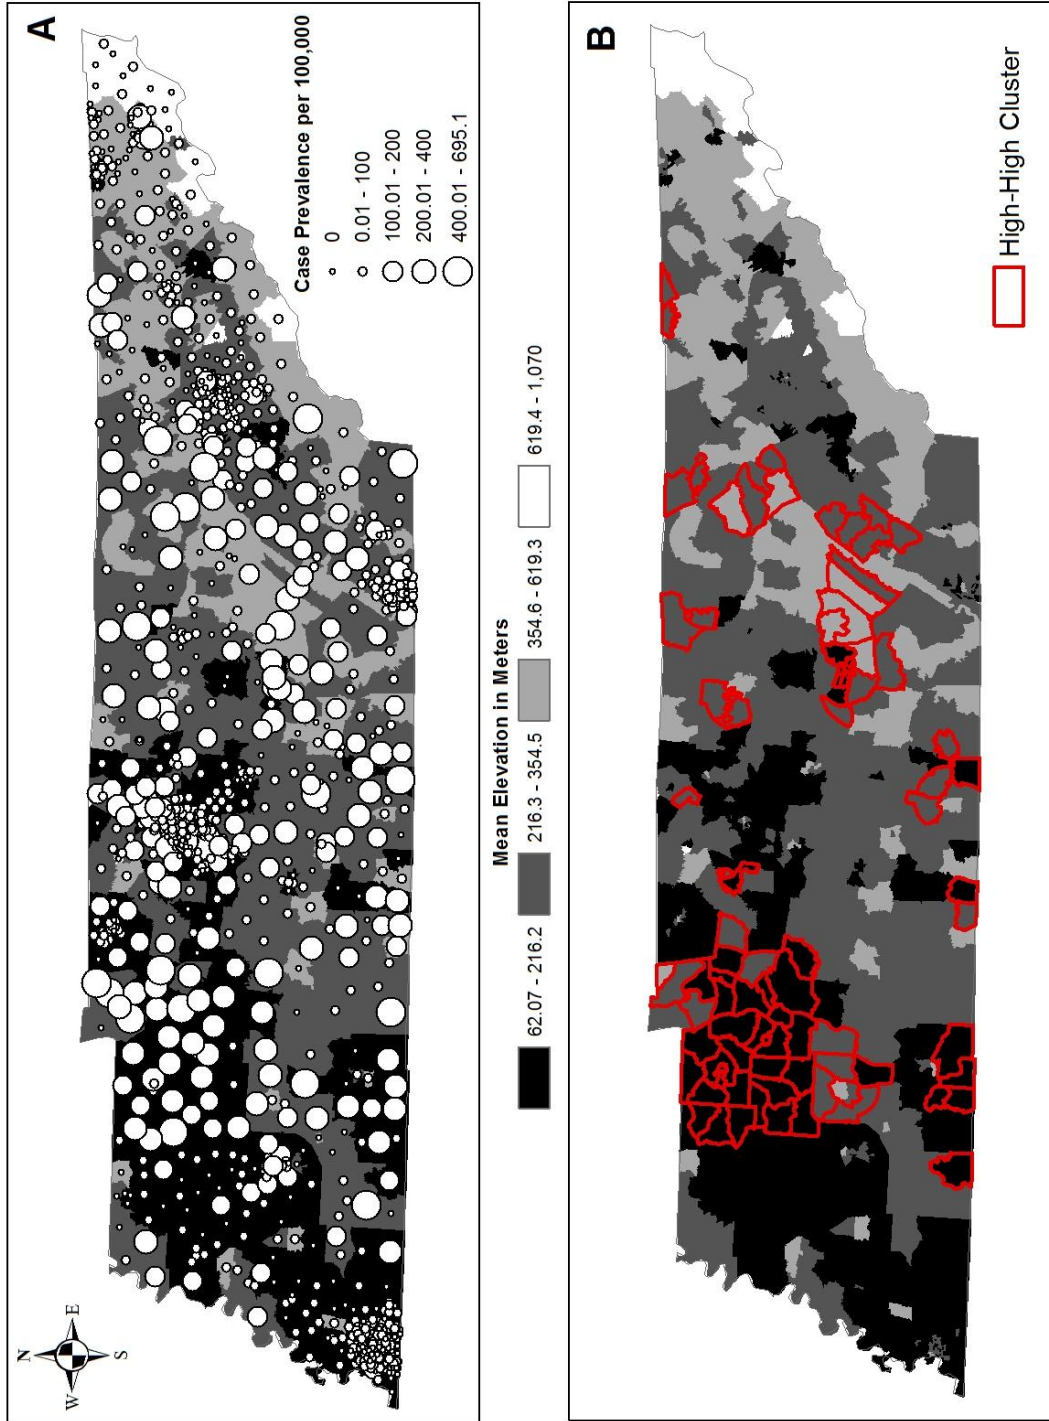 A
N
W
E
S
Case Prevalence per 100,000
0
0.01 - 100
100.01 - 200
200.01 - 400
400.01 - 695.1
Mean Elevation in Meters
62.07 - 216.2
216.3 - 354.5
354.6 - 619.3
619.4 - 1,070
B
High-High Cluster